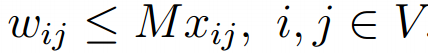 w_{ij} ≤ Mx_{ij}, i, j ∈ V.